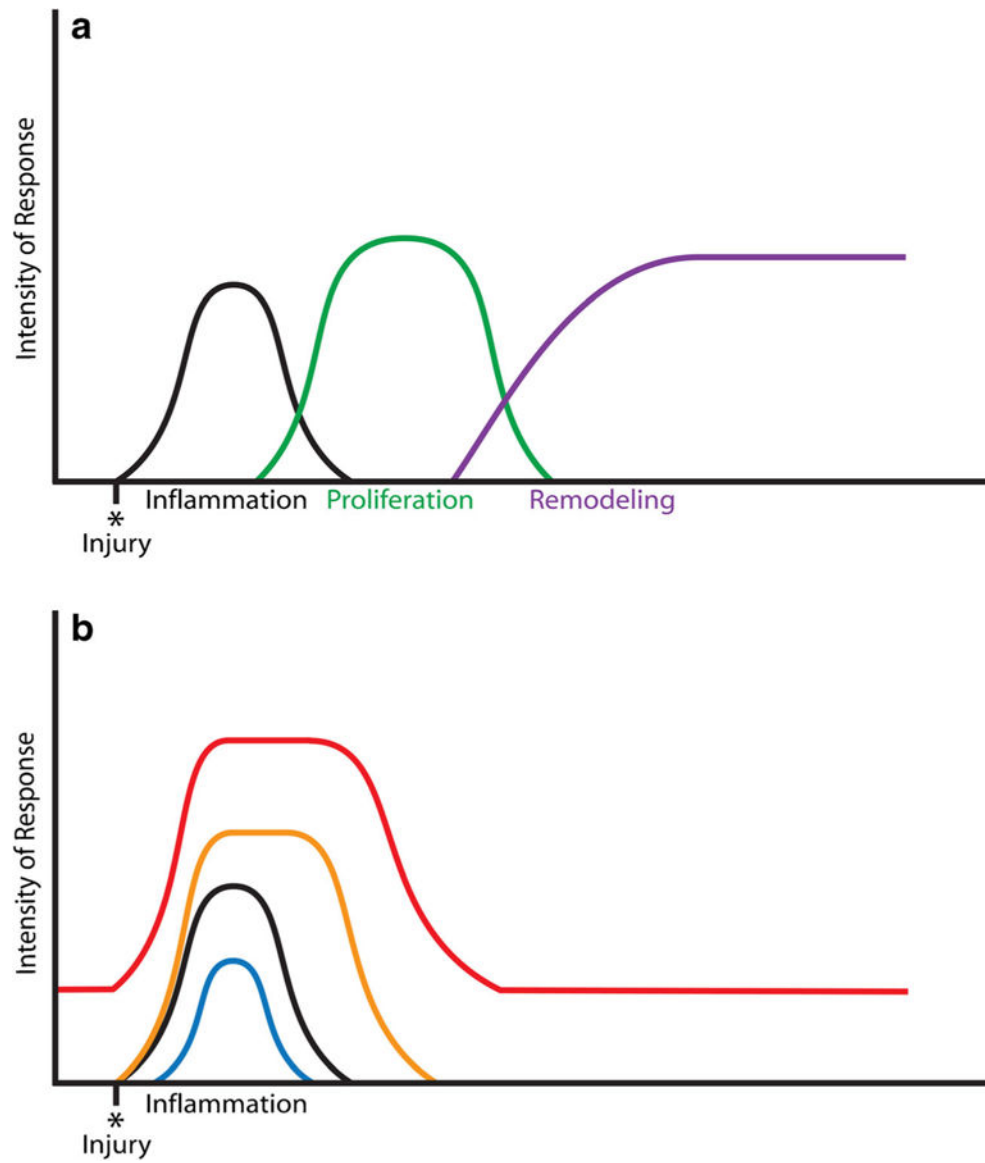 a
Intensity of Response
Inflammation Proliferation Remodeling
*
Injury
b
Intensity of Response
Inflammation
*
Injury